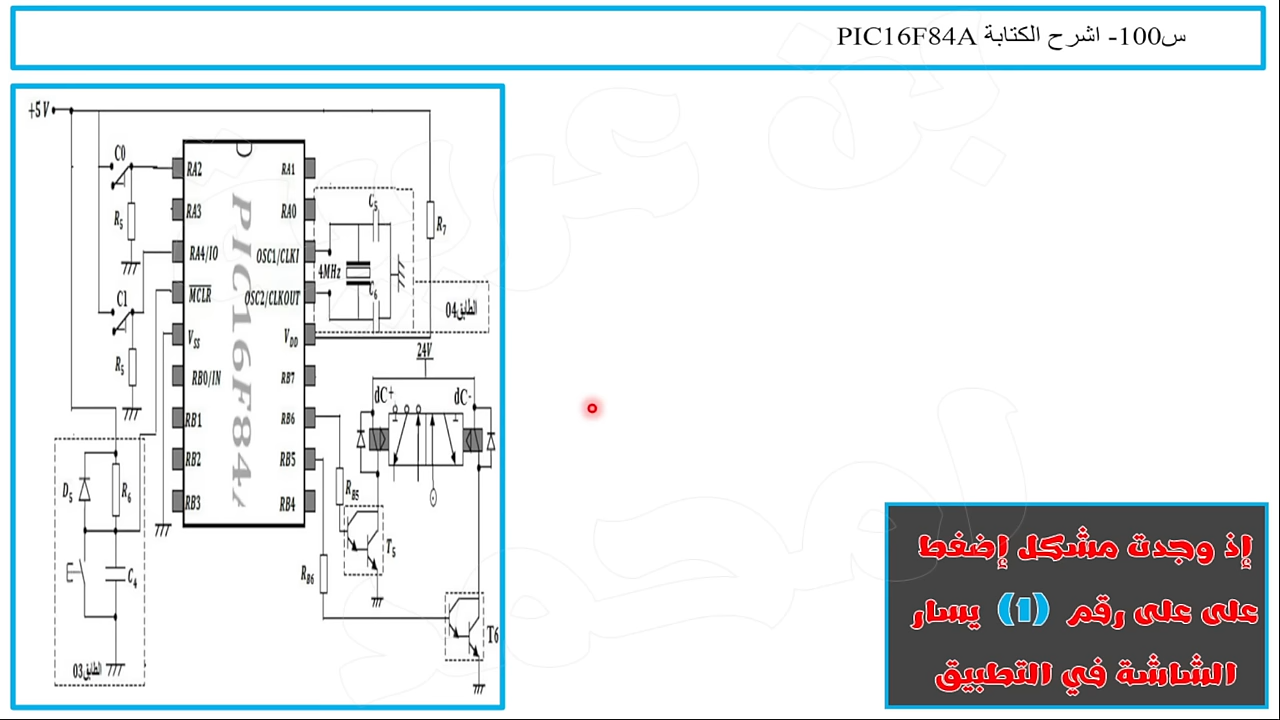 س100- اشرح الكتابة PIC16F84A
+5V
C0
RA2
RA1
R5
RA3
RA0
C5
R7
RA4/IO
OSC1/CLKI
4MHz
C1
MCLR
OSC2/CLKOUT
C6
الطابق04
VSS
VDD
R5
24V
RB0/IN
RB7
dC+
dC-
RB1
RB6
RB2
RB5
D5
R6
RB3
RB4
RB5
T5
C4
RB6
T6
الطابق03
PIC16F84
إذ وجدت مشكل إضغط
على على رقم (1) يسار
الشاشة في التطبيق